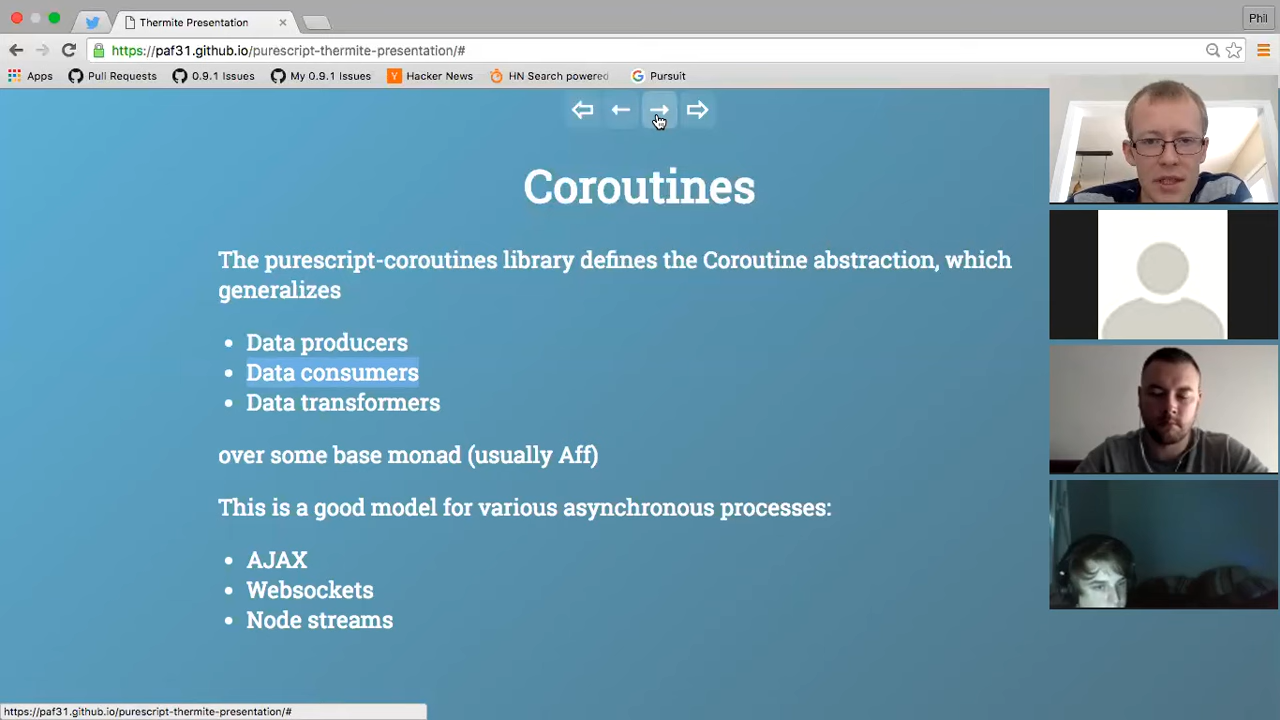 Thermite Presentation
Phil
https://paf31.github.io/purescript-thermite-presentation/#
Apps
Pull Requests
0.9.1 Issues
My 0.9.1 Issues
Y
Hacker News
HN Search powered
G
Pursuit
Coroutines
The purescript-coroutines library defines the Coroutine abstraction, which
generalizes
• Data producers
• Data consumers
• Data transformers
over some base monad (usually Aff)
This is a good model for various asynchronous processes:
• AJAX
• Websockets
• Node streams
https://paf31.github.io/purescript-thermite-presentation/#